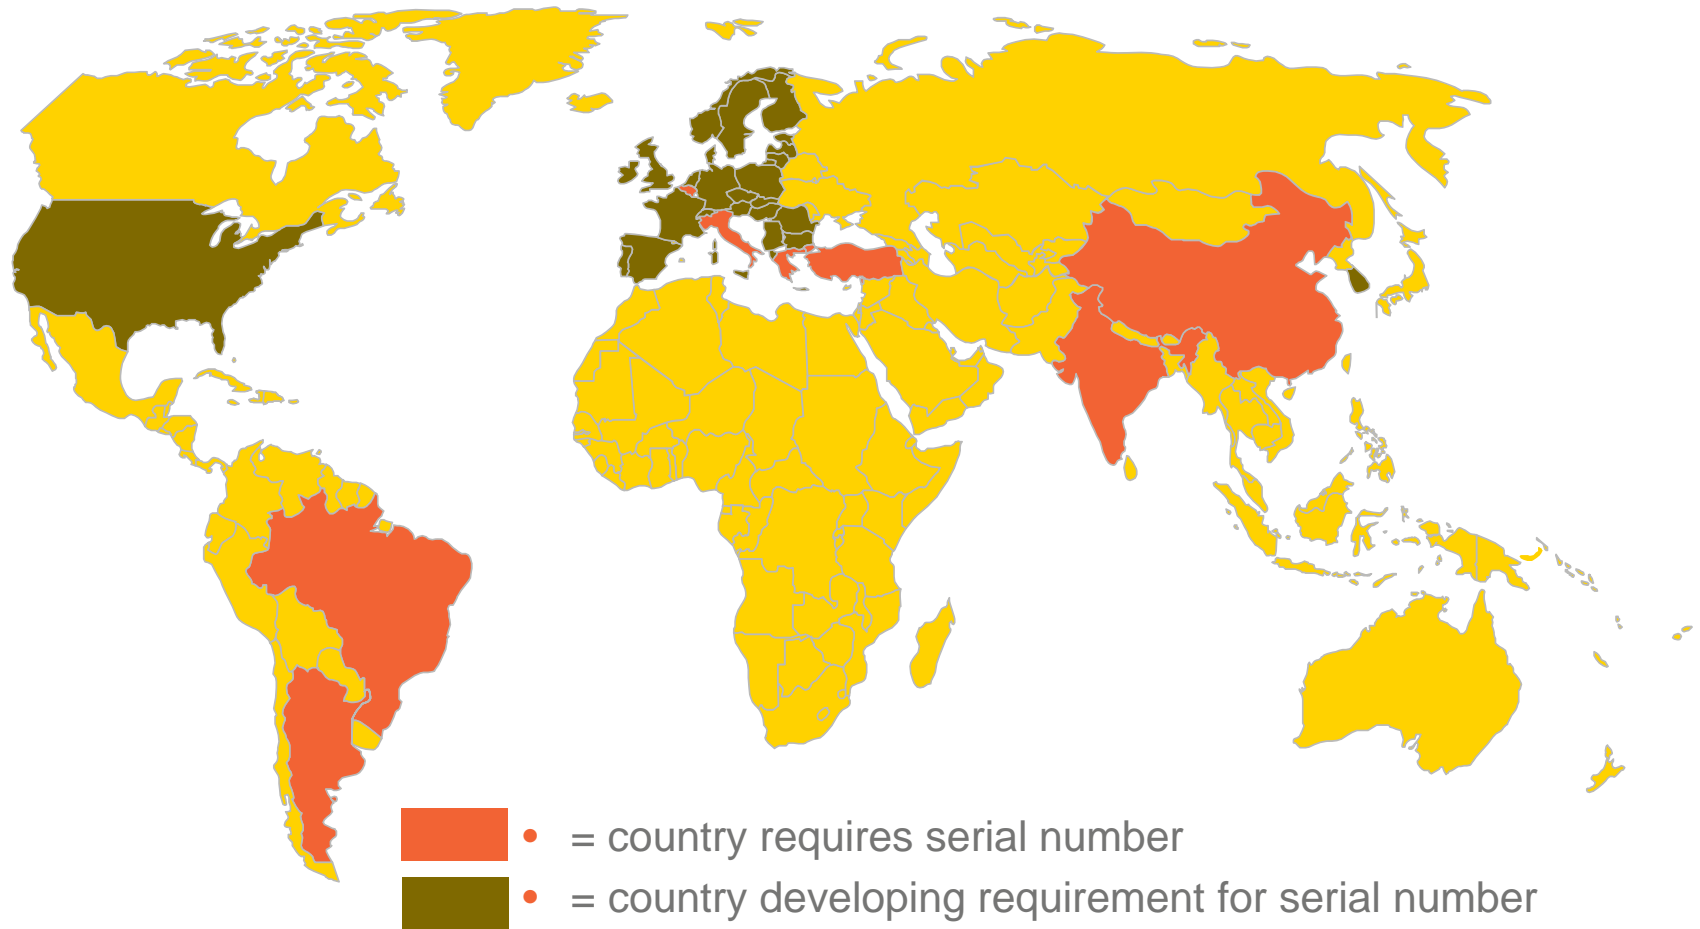 • = country requires serial number
• = country developing requirement for serial number